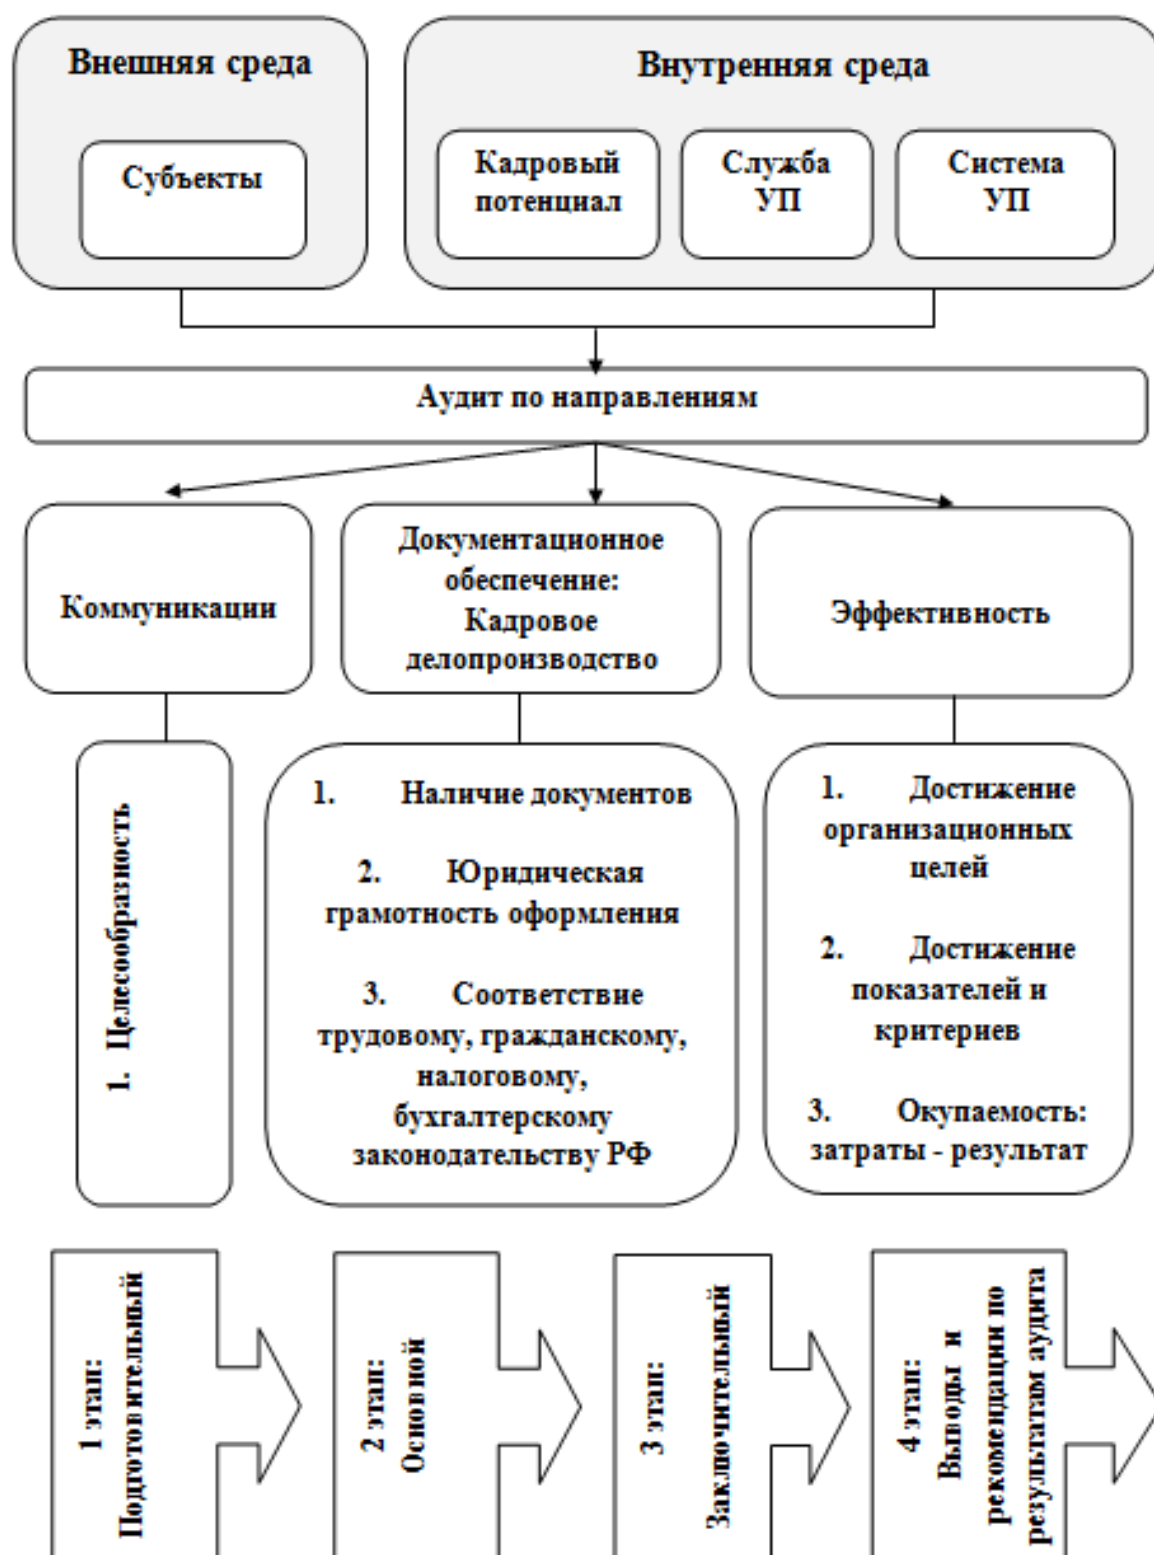 Внешняя среда
Субъекты
Внутренняя среда
Кадровый
потенциал
Служба
УП
Система
УП
Аудит по направлениям
Коммуникации
Документационное
обеспечение:
Кадровое
делопроизводство
Эффективность
1. Целесообразность
1. Наличие документов
2. Юридическая
грамотность оформления
3. Соответствие
трудовому, гражданскому,
налоговому,
бухгалтерскому
законодательству РФ
1. Достижение
организационных
целей
2. Достижение
показателей и
критериев
3. Окупаемость:
затраты - результат
1 этап:
Подготовительный
2 этап:
Основной
3 этап:
Заключительный
4 этап:
Выводы и
рекомендации по
результатам аудита